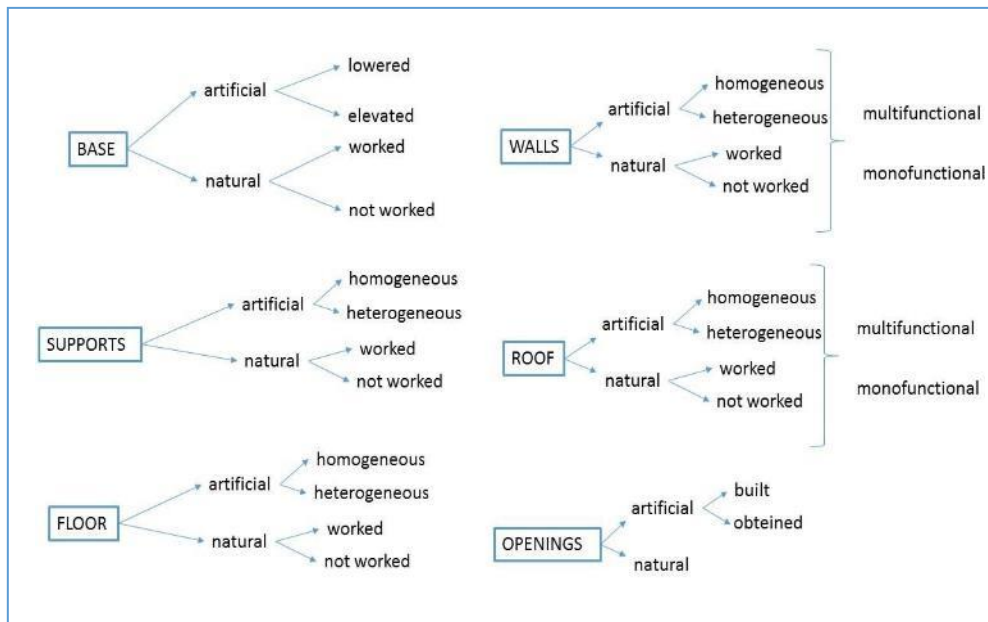 BASE
artificial
lowered
elevated
natural
worked
not worked
WALLS
artificial
homogeneous
heterogeneous
natural
worked
not worked
multifunctional
monofunctional
SUPPORTS
artificial
homogeneous
heterogeneous
natural
worked
not worked
ROOF
artificial
homogeneous
heterogeneous
natural
worked
not worked
multifunctional
monofunctional
FLOOR
artificial
homogeneous
heterogeneous
natural
worked
not worked
OPENINGS
artificial
built
obteined
natural